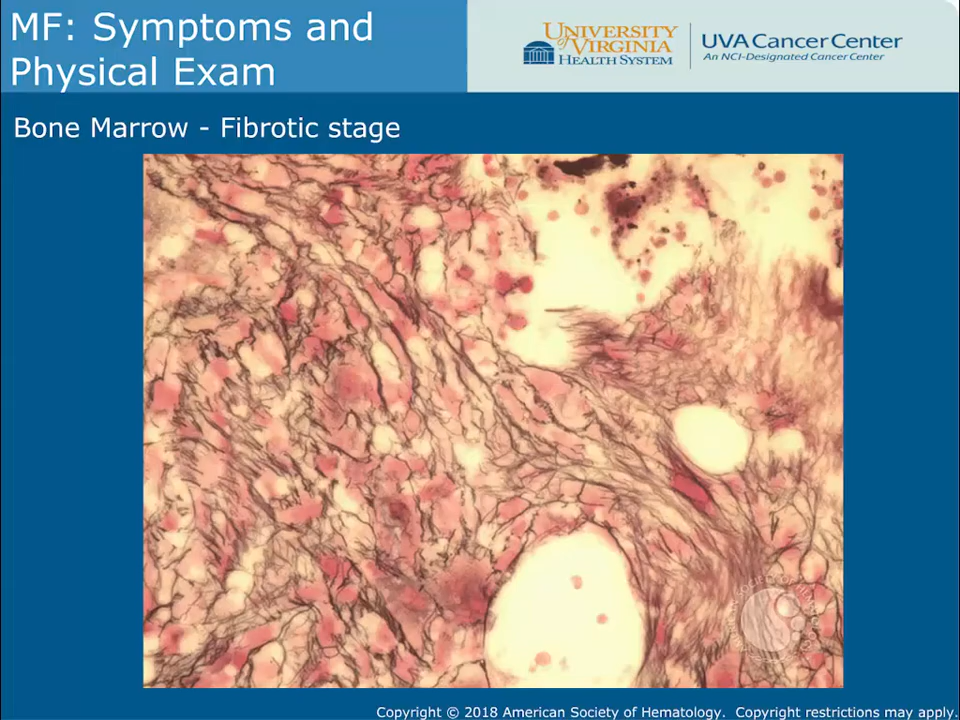 MF: Symptoms and
Physical Exam
UNIVERSITY
of VIRGINIA
HEALTH SYSTEM
UVA Cancer Center
An NCI-Designated Cancer Center
Bone Marrow - Fibrotic stage
Copyright © 2018 American Society of Hematology. Copyright restrictions may apply.